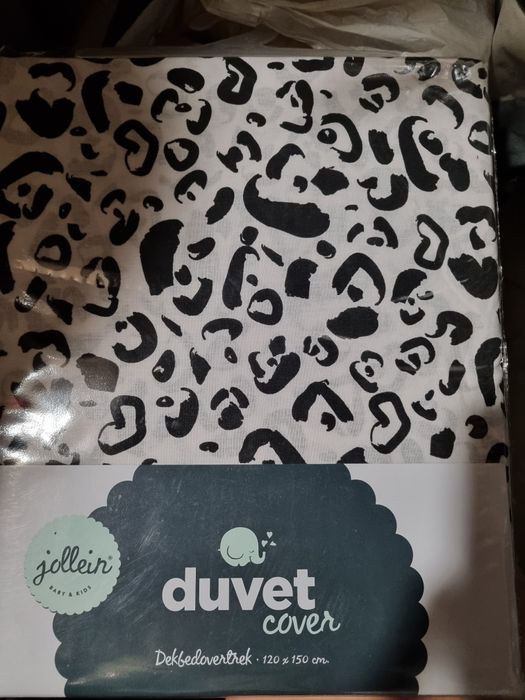 jollein®
BABY & KIDS
duvet
cover
Dekbedovertrek · 120 x 150 cm.